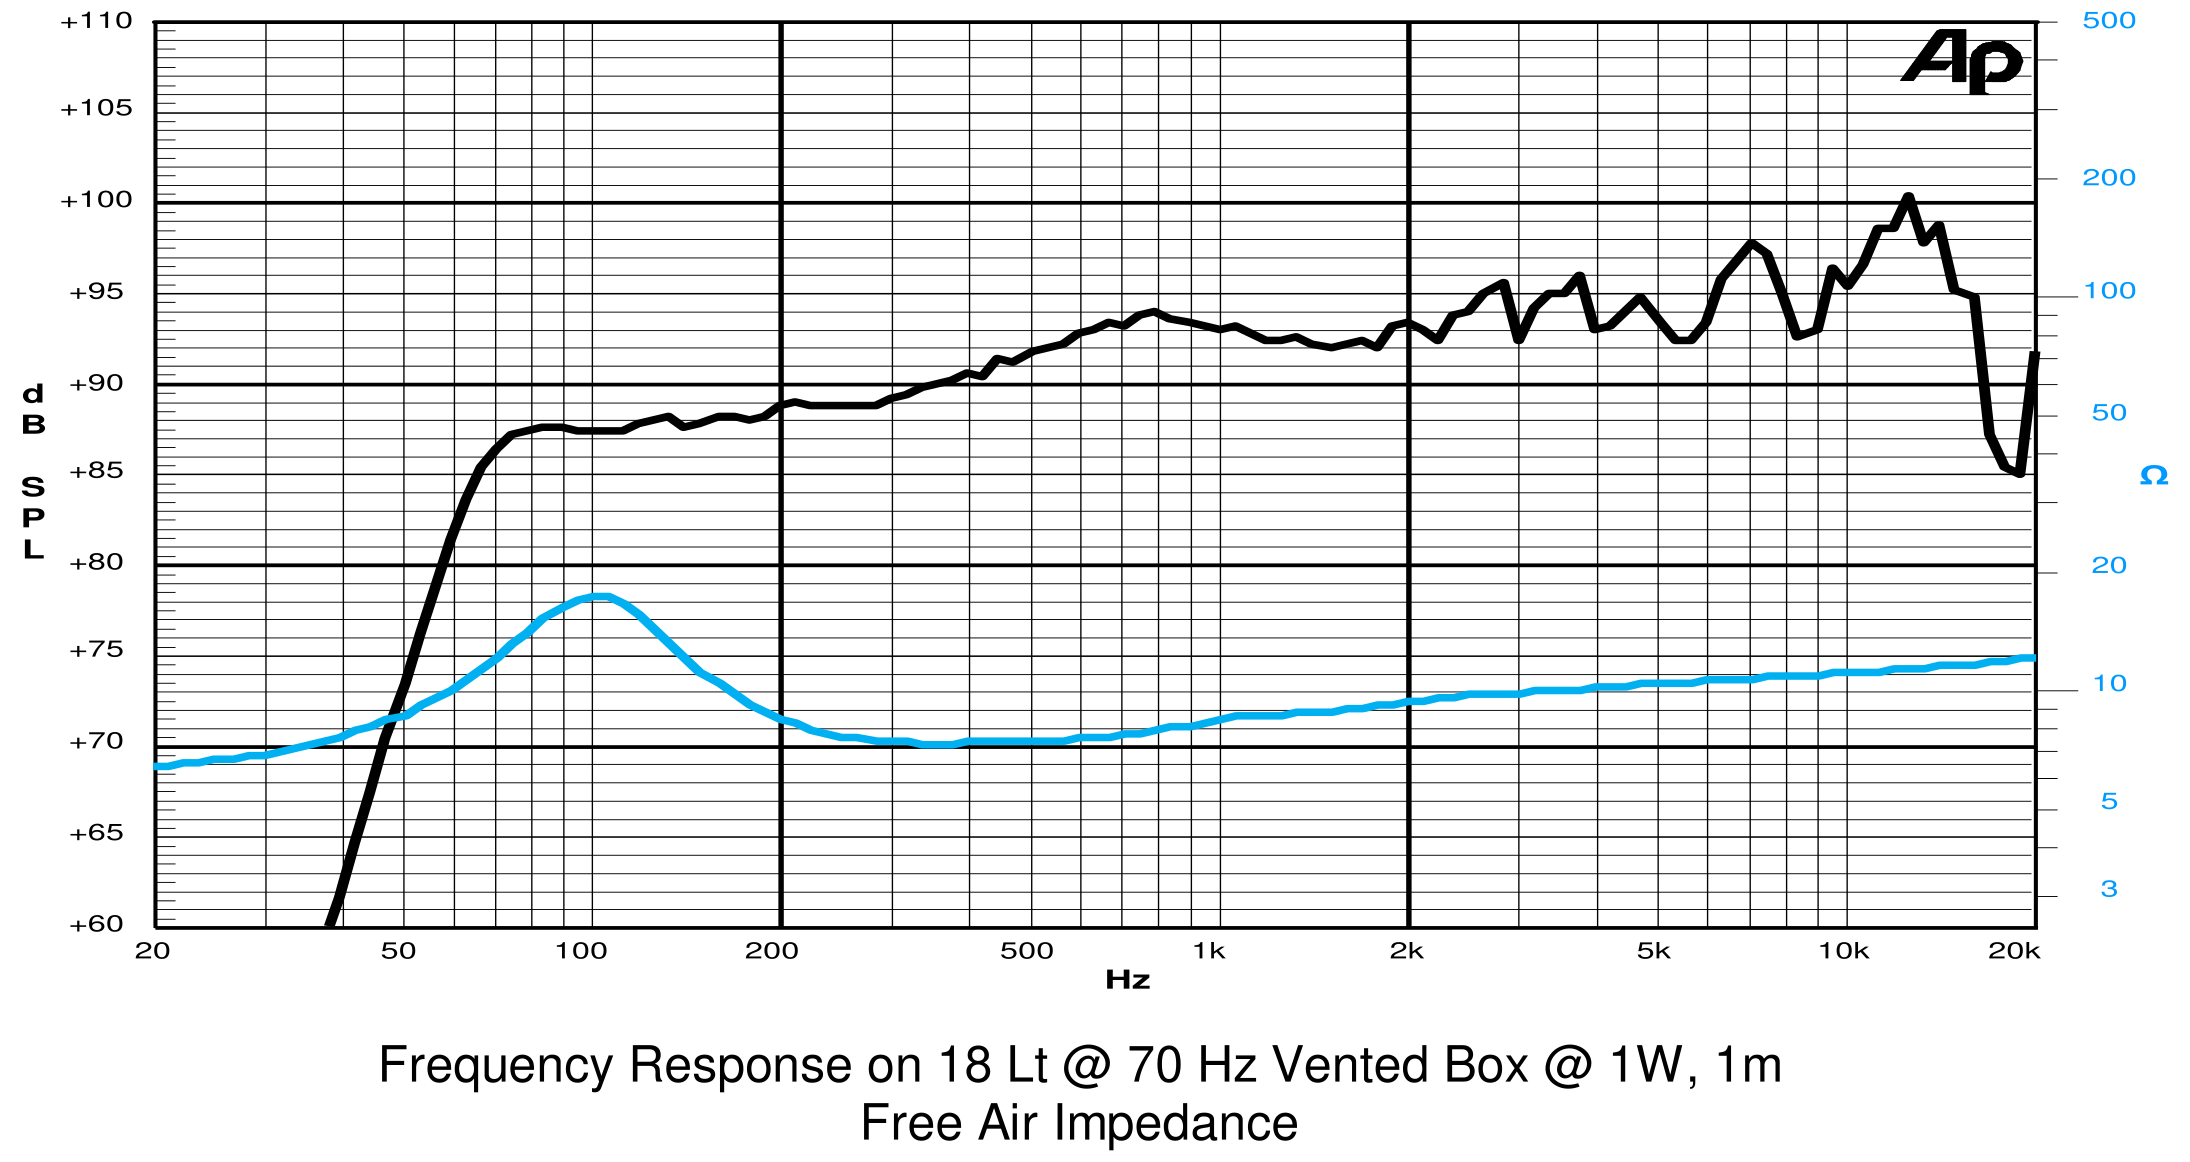 +110
+105
+100
+95
+90
+85
+80
+75
+70
+65
+60
dB SPL
Ap
500
200
100
50
20
10
5
3
Ω
20 50 100 200 500 1k 2k 5k 10k 20k
Hz
Frequency Response on 18 Lt @ 70 Hz Vented Box @ 1W, 1m
Free Air Impedance